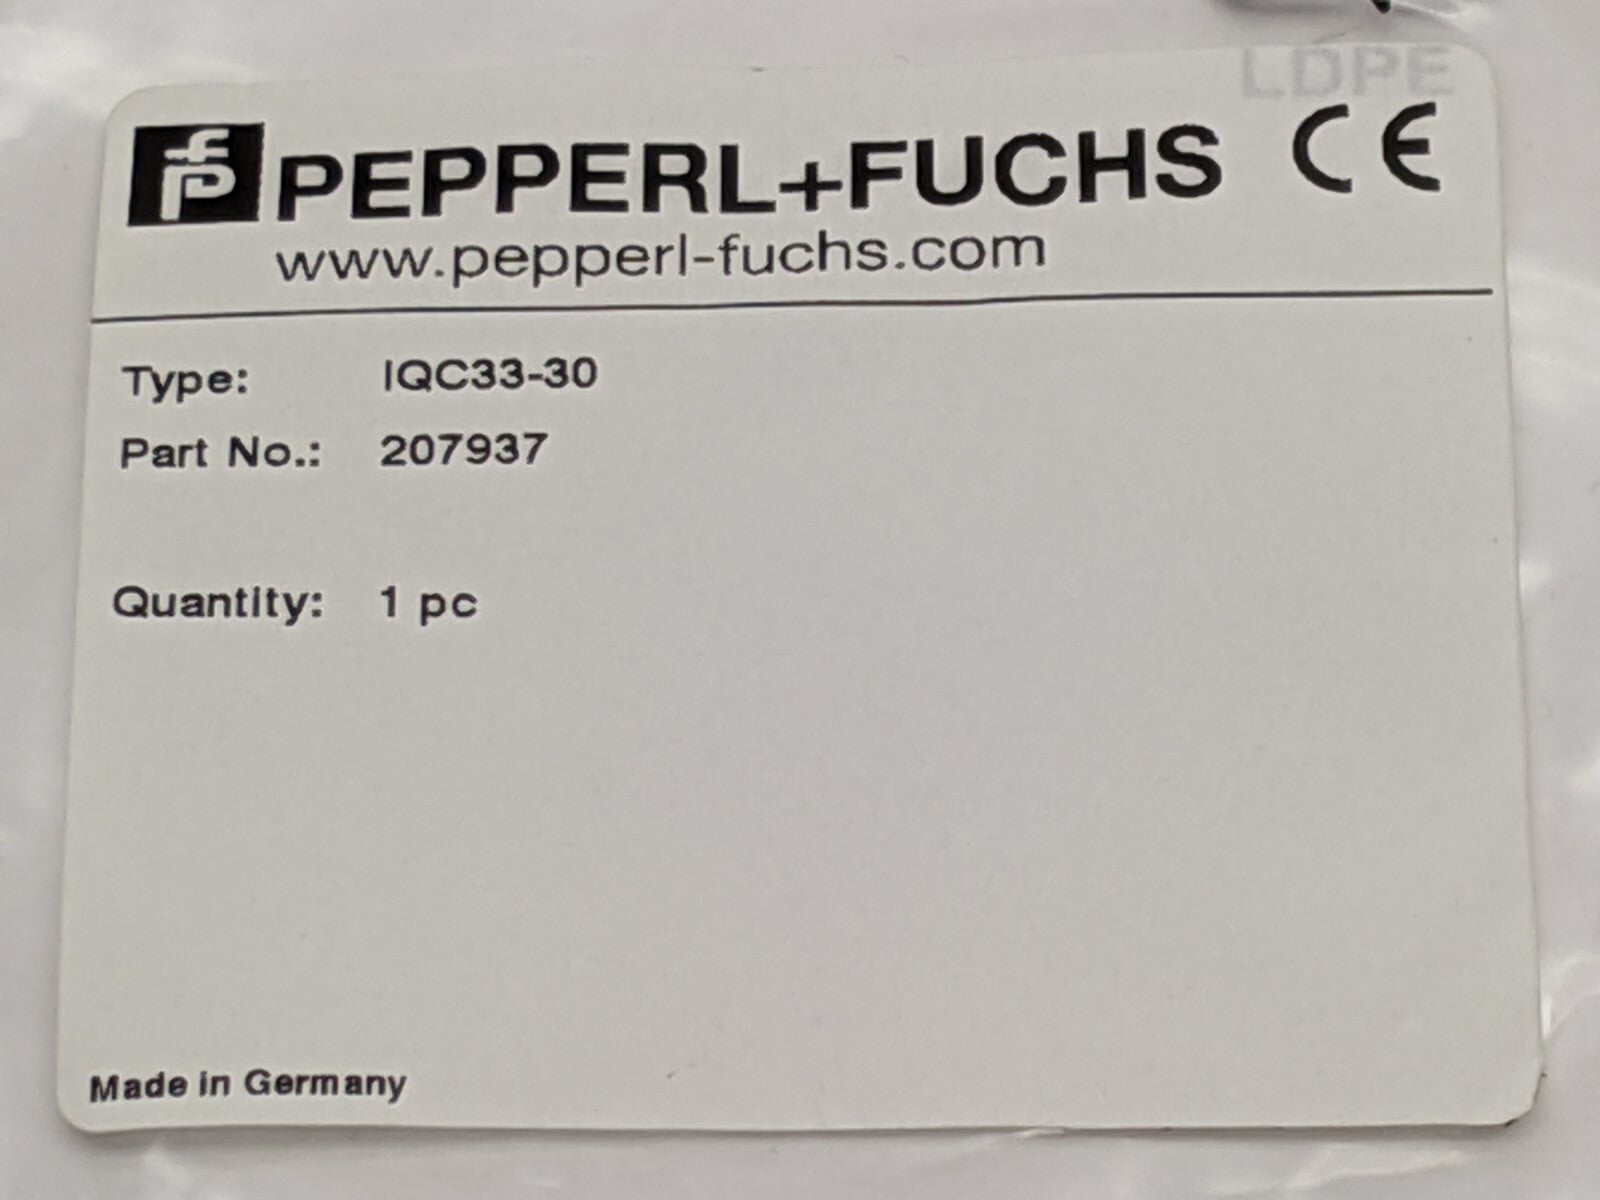 LDPE
PEPPERL+FUCHS CE
www.pepperl-fuchs.com
Type: IQC33-30
Part No.: 207937
Quantity: 1 pc
Made in Germany